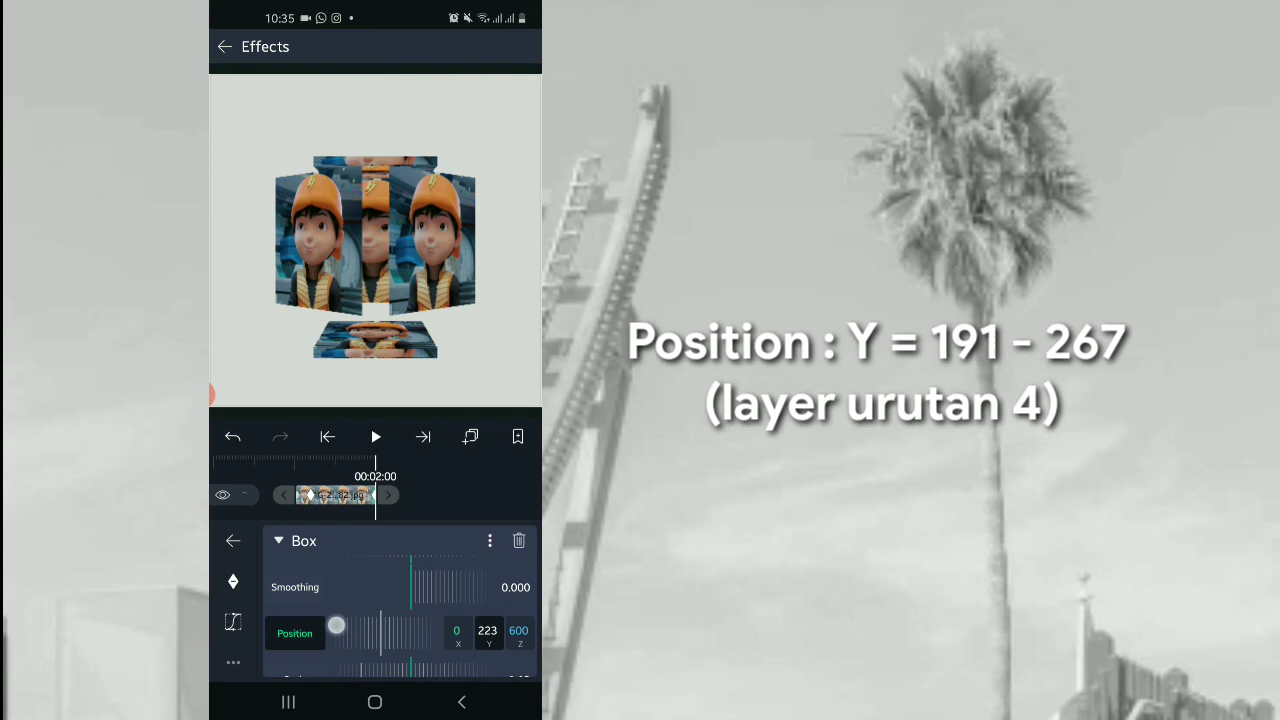 10:35
Effects
00:02:00
Box
Smoothing
0.000
Position
0
223
600
X
Y
Z
Position : Y = 191 - 267
(layer urutan 4)